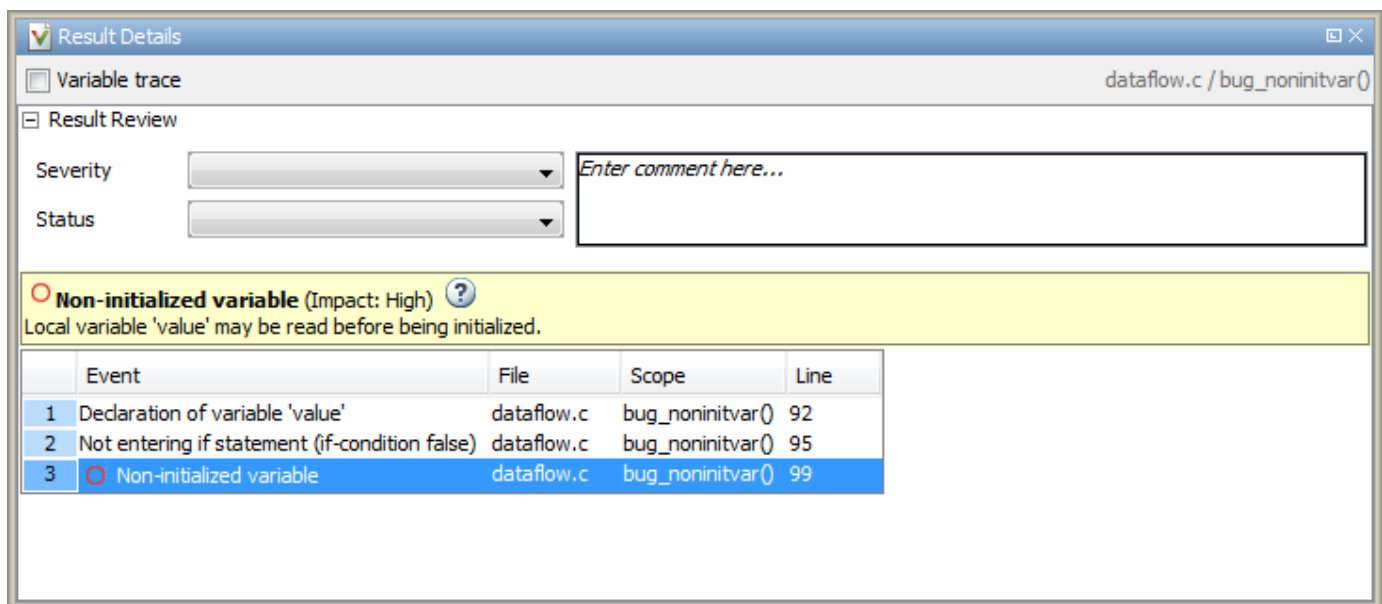 Result Details
Variable trace dataflow.c / bug_noninitvar()
Result Review
Severity
Enter comment here...
Status
Non-initialized variable (Impact: High) ?
Local variable 'value' may be read before being initialized.
Event File Scope Line
1 Declaration of variable 'value' dataflow.c bug_noninitvar() 92
2 Not entering if statement (if-condition false) dataflow.c bug_noninitvar() 95
3 Non-initialized variable dataflow.c bug_noninitvar() 99